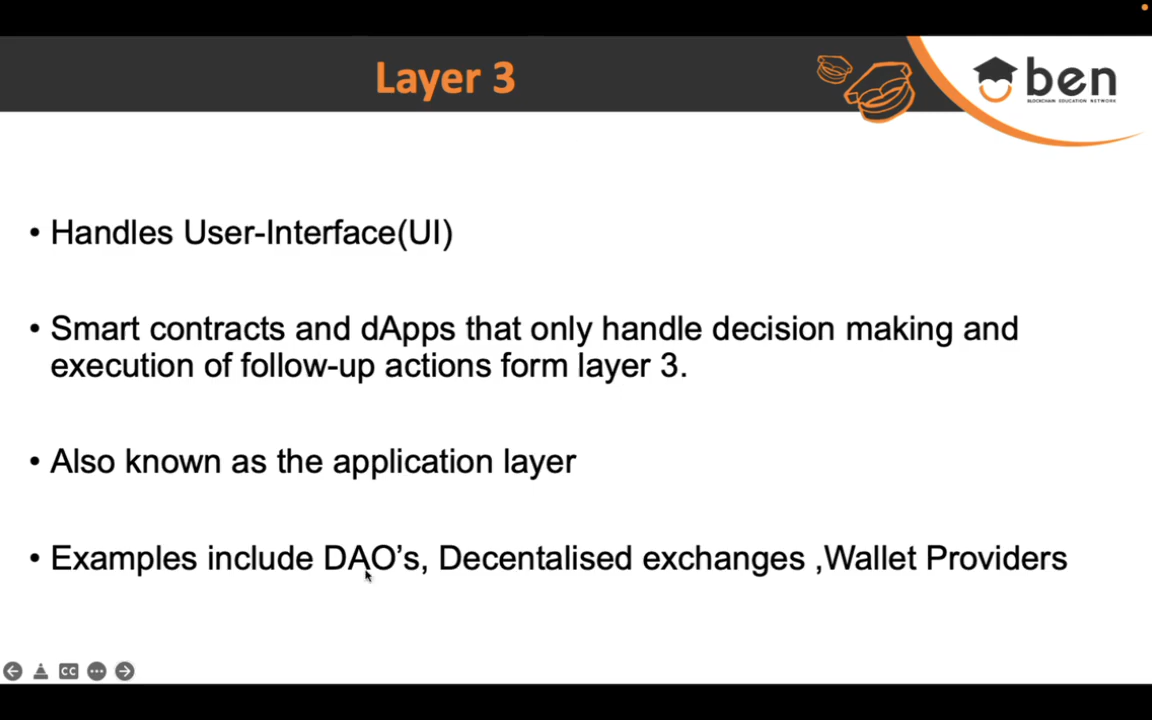 Layer 3
ben
BLOCKCHAIN EDUCATION NETWORK
• Handles User-Interface(UI)
• Smart contracts and dApps that only handle decision making and
execution of follow-up actions form layer 3.
• Also known as the application layer
• Examples include DAO’s, Decentalised exchanges ,Wallet Providers
CC